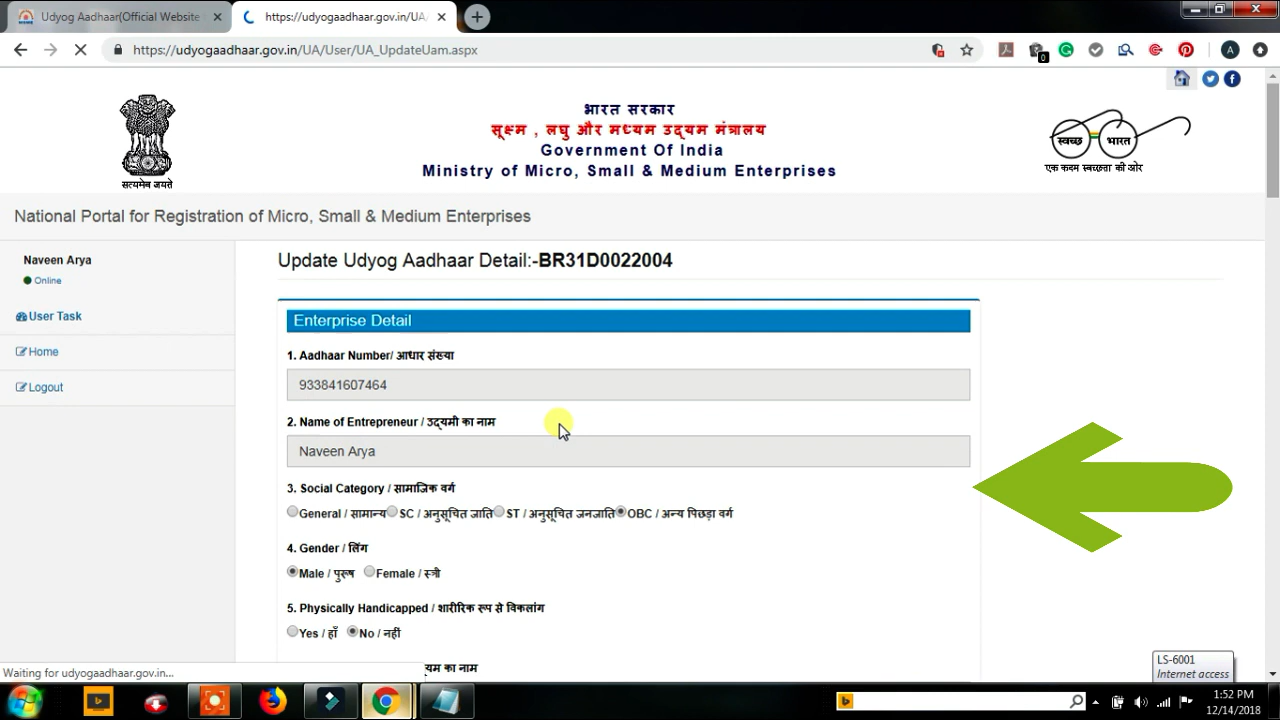 Udyog Aadhaar(Official Website
https://udyogaadhaar.gov.in/UA/
https://udyogaadhaar.gov.in/UA/User/UA_UpdateUam.aspx
0
A
भारत सरकार
सूक्ष्म , लघु और मध्यम उद्यम मंत्रालय
Government Of India
Ministry of Micro, Small & Medium Enterprises
सत्यमेव जयते
स्वच्छ भारत
एक कदम स्वच्छता की ओर
National Portal for Registration of Micro, Small & Medium Enterprises
Naveen Arya
Online
User Task
Home
Logout
Update Udyog Aadhaar Detail:-BR31D0022004
Enterprise Detail
1. Aadhaar Number/ आधार संख्या
933841607464
2. Name of Entrepreneur / उद्यमी का नाम
Naveen Arya
3. Social Category / सामाजिक वर्ग
General / सामान्य SC / अनुसूचित जाति ST / अनुसूचित जनजाति OBC / अन्य पिछड़ा वर्ग
4. Gender / लिंग
Male / पुरुष Female / स्त्री
5. Physically Handicapped / शारीरिक रूप से विकलांग
Yes / हाँ No / नहीं
का नाम
Waiting for udyogaadhaar.gov.in...
LS-6001
Internet access
1:52 PM
12/14/2018